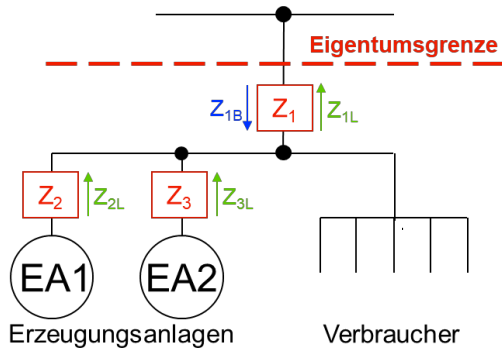 Eigentumsgrenze
Z1B Z1 Z1L
Z2 Z2L Z3 Z3L
EA1 EA2
Erzeugungsanlagen Verbraucher